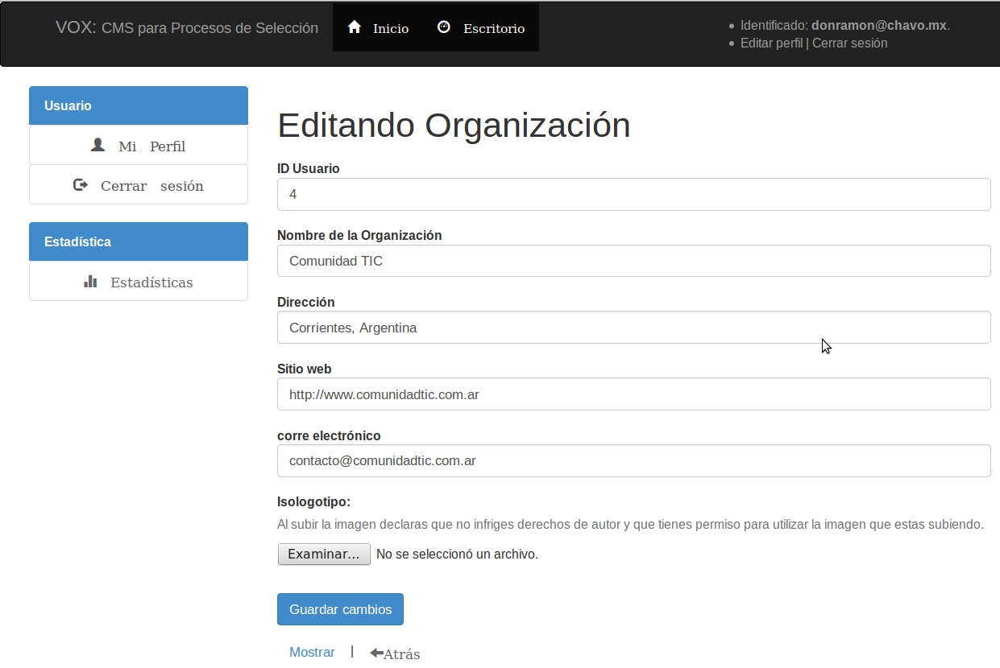 VOX: CMS para Procesos de Selección
Inicio
Escritorio
Identificado: donramon@chavo.mx.
Editar perfil | Cerrar sesión
Usuario
Mi Perfil
Cerrar sesión
Estadística
Estadísticas
Editando Organización
ID Usuario
4
Nombre de la Organización
Comunidad TIC
Dirección
Corrientes, Argentina
Sitio web
http://www.comunidadtic.com.ar
corre electrónico
contacto@comunidadtic.com.ar
Isologotipo:
Al subir la imagen declaras que no infriges derechos de autor y que tienes permiso para utilizar la imagen que estas subiendo.
Examinar... No se seleccionó un archivo.
Guardar cambios
Mostrar | Atrás